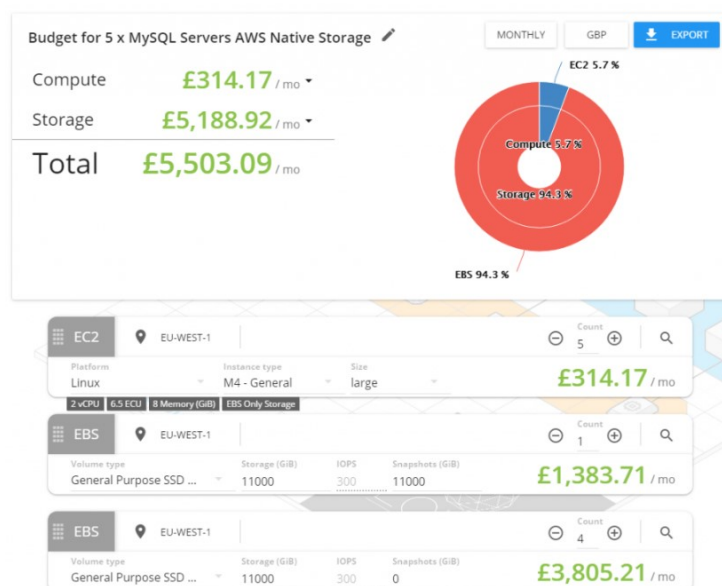 Budget for 5 x MySQL Servers AWS Native Storage
MONTHLY GBP EXPORT
Compute £314.17 / mo
Storage £5,188.92 / mo
Total £5,503.09 / mo
EC2 5.7 %
Compute 5.7 %
Storage 94.3 %
EBS 94.3 %
EC2 EU-WEST-1 Count 5
Platform Instance type Size
Linux M4 - General large £314.17 / mo
2 vCPU 6.5 ECU 8 Memory (GiB) EBS Only Storage
EBS EU-WEST-1 Count 1
Volume type Storage (GiB) IOPS Snapshots (GiB)
General Purpose SSD ... 11000 300 11000 £1,383.71 / mo
EBS EU-WEST-1 Count 4
Volume type Storage (GiB) IOPS Snapshots (GiB)
General Purpose SSD ... 11000 300 0 £3,805.21 / mo